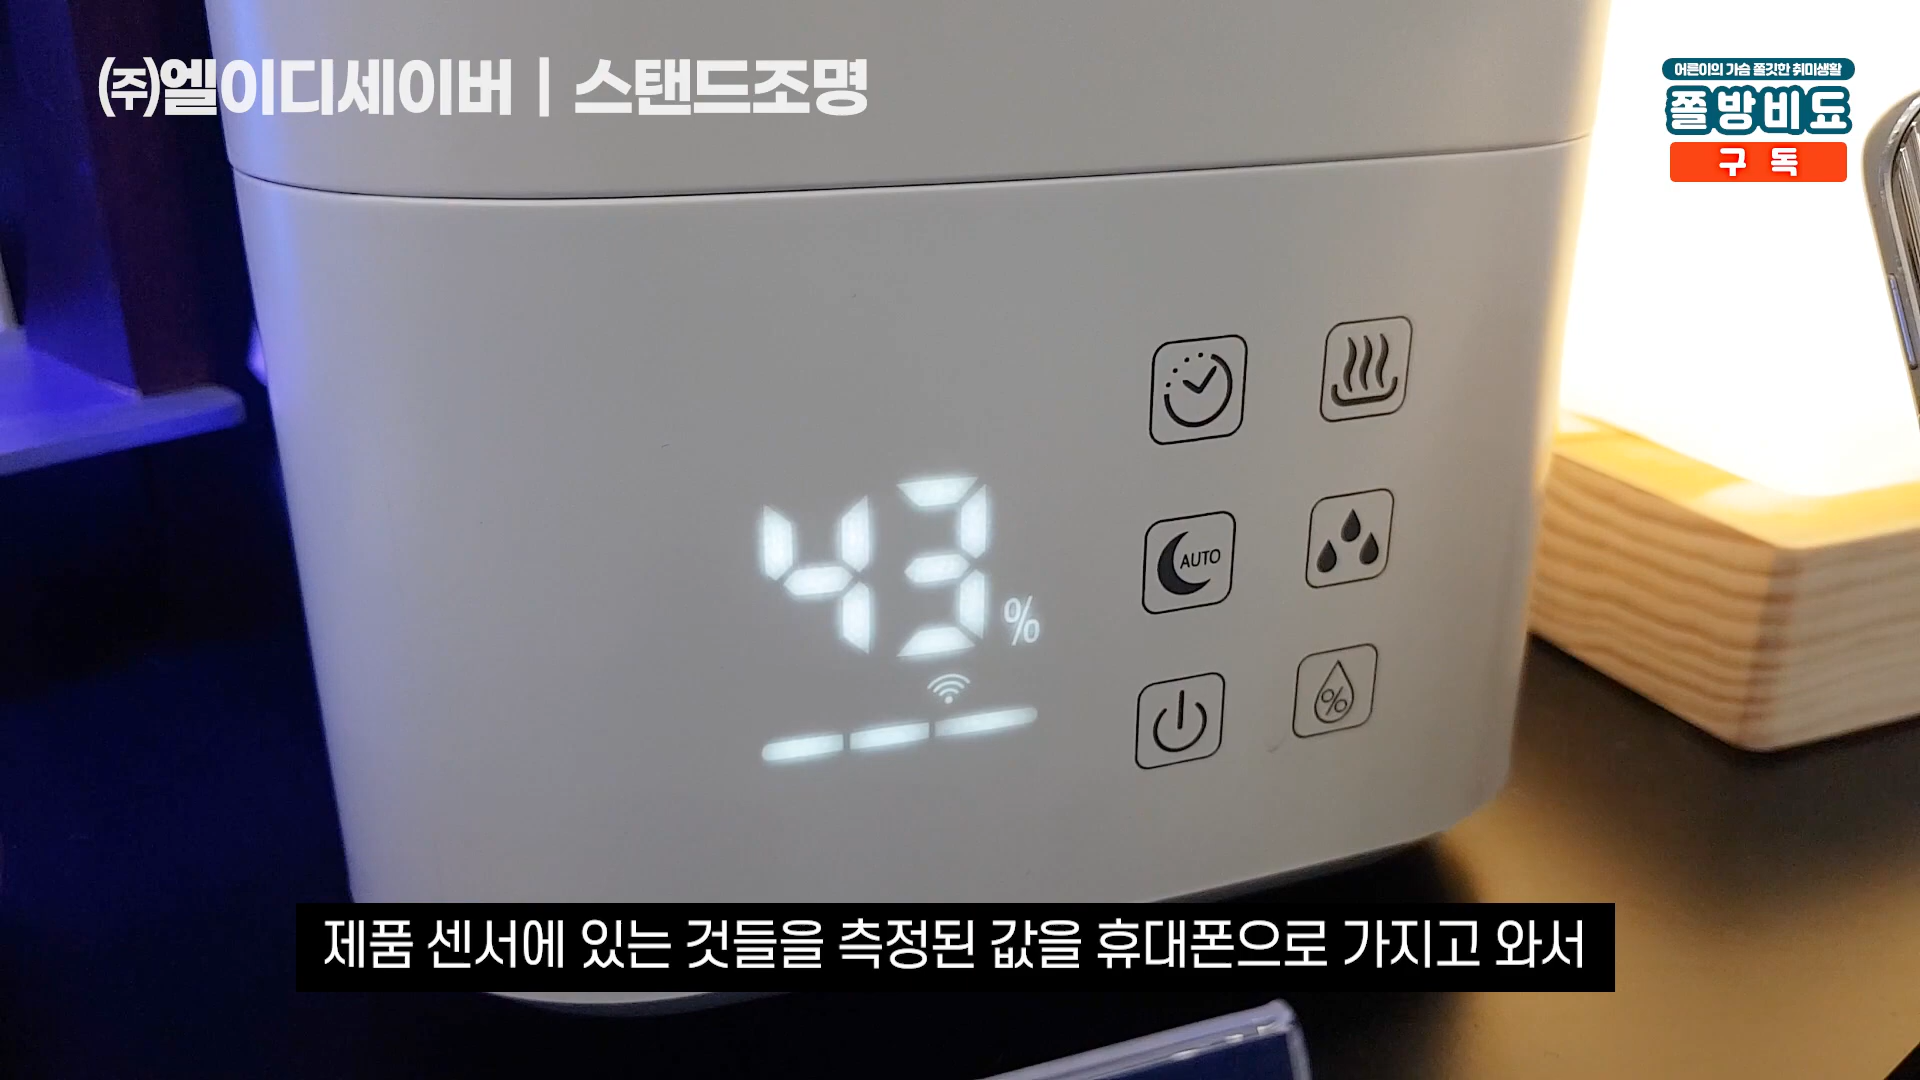 ㈜엘이디세이버 | 스탠드조명
어른이의 가슴 쫄깃한 취미생활
쫄방비됴
구독
43%
AUTO
%
제품 센서에 있는 것들을 측정된 값을 휴대폰으로 가지고 와서